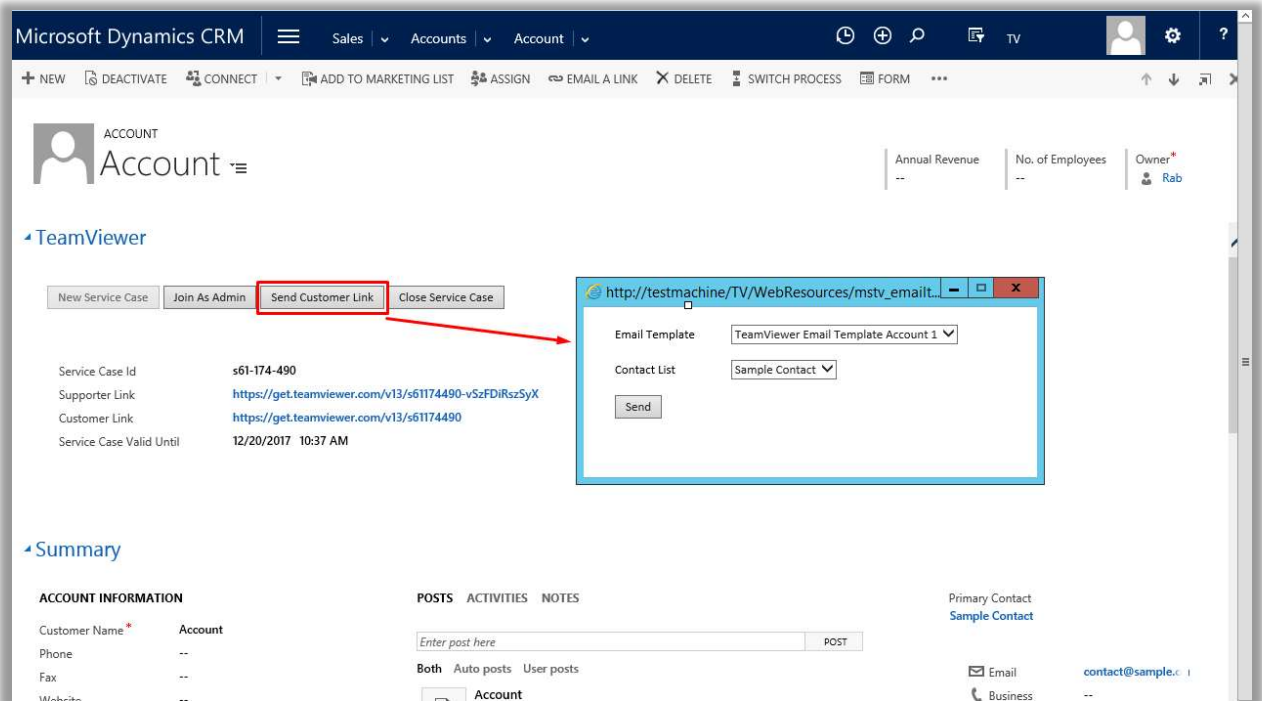 Microsoft Dynamics CRM Sales Accounts Account TV ?
NEW DEACTIVATE CONNECT ADD TO MARKETING LIST ASSIGN EMAIL A LINK DELETE SWITCH PROCESS FORM •••
ACCOUNT
Account
Annual Revenue No. of Employees Owner*
-- -- Rab
TeamViewer
New Service Case Join As Admin Send Customer Link Close Service Case
http://testmachine/TV/WebResources/mstv_emailt...
Email Template TeamViewer Email Template Account 1
Contact List Sample Contact
Send
Service Case Id s61-174-490
Supporter Link https://get.teamviewer.com/v13/s61174490-vSzFDiRszSyX
Customer Link https://get.teamviewer.com/v13/s61174490
Service Case Valid Until 12/20/2017 10:37 AM
Summary
ACCOUNT INFORMATION
Customer Name* Account
Phone --
Fax --
Website --
POSTS ACTIVITIES NOTES
Enter post here POST
Both Auto posts User posts
Account
Primary Contact
Sample Contact
Email contact@sample.
Business --